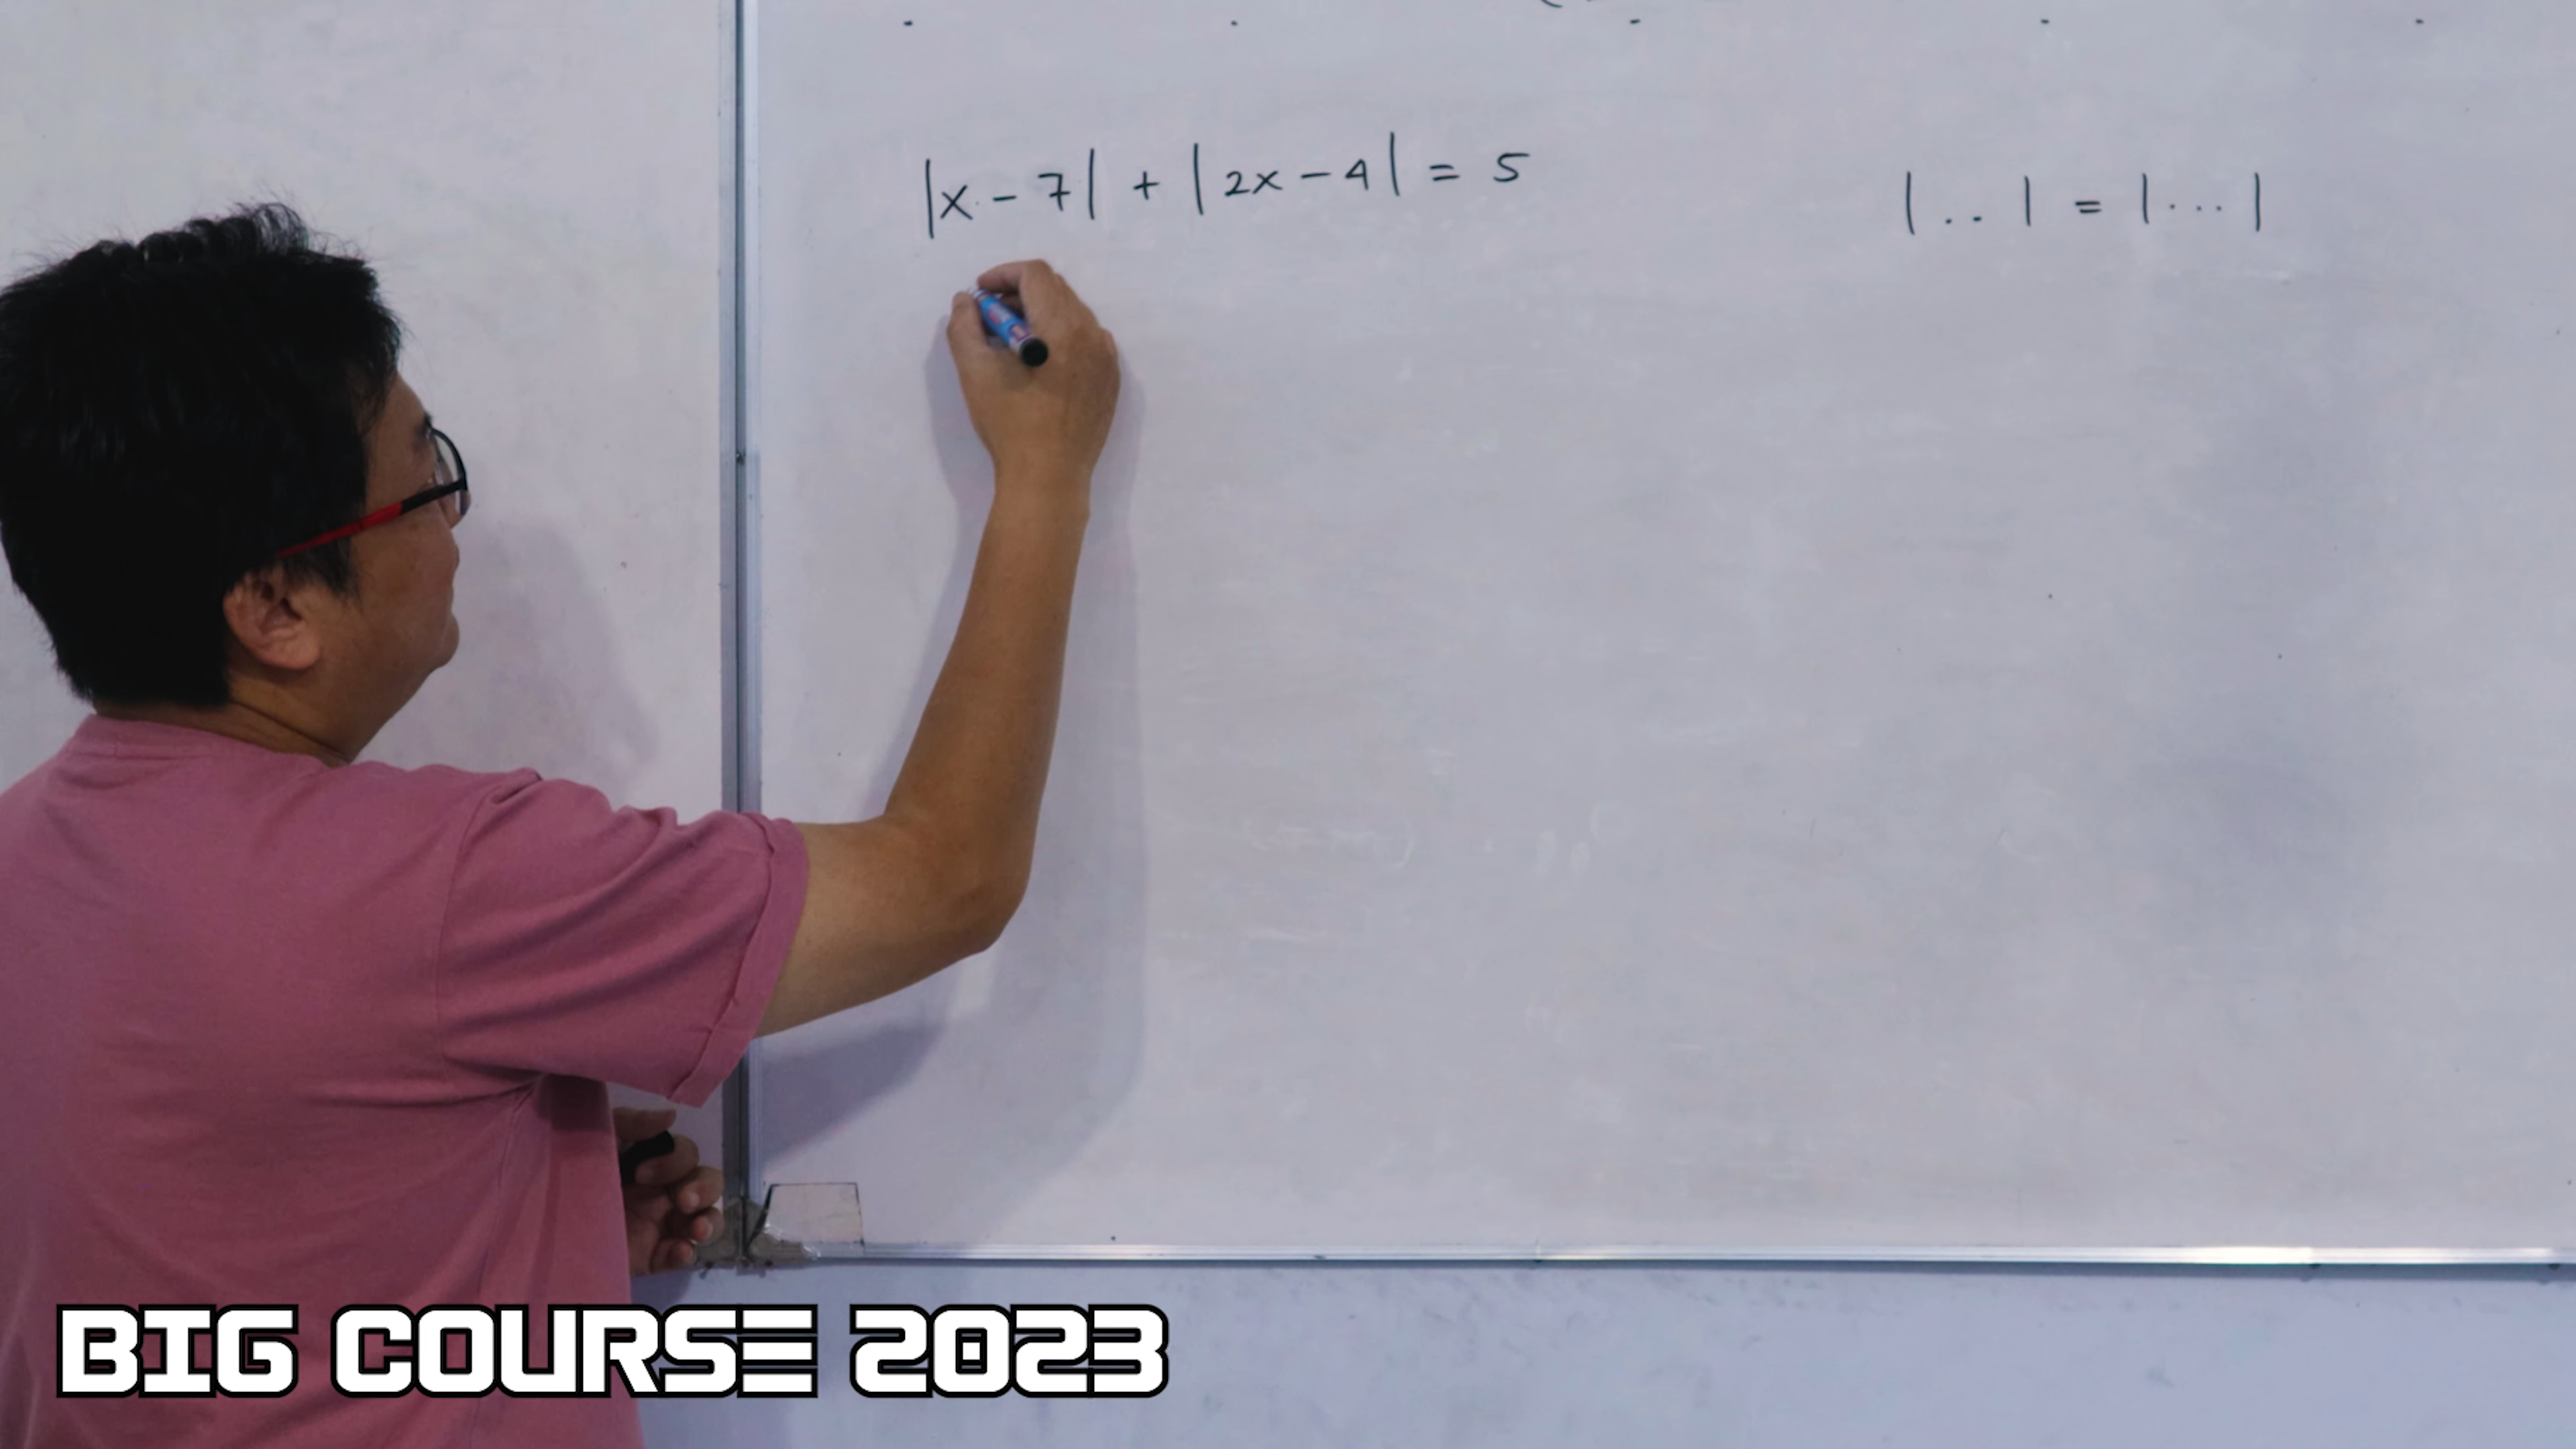 |x - 7| + |2x - 4| = 5
|..| = |...|
BIG COURSE 2023